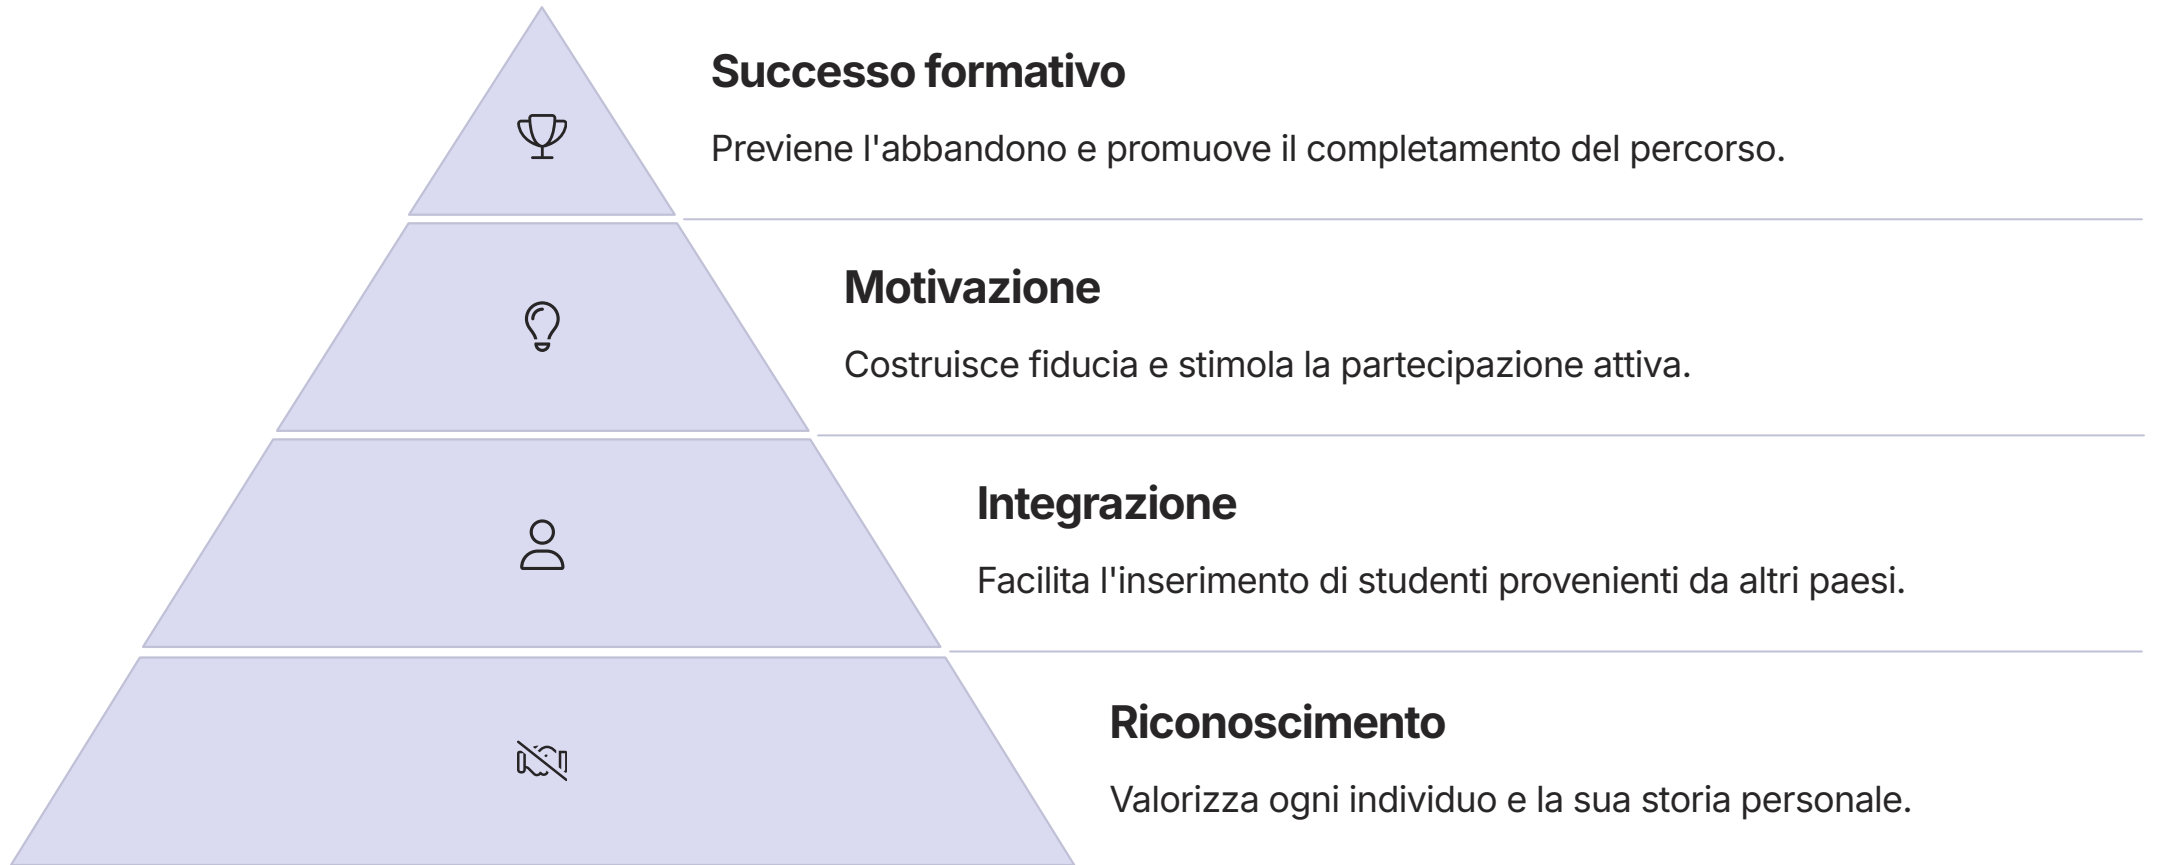 Successo formativo
Previene l'abbandono e promuove il completamento del percorso.
Motivazione
Costruisce fiducia e stimola la partecipazione attiva.
Integrazione
Facilita l'inserimento di studenti provenienti da altri paesi.
Riconoscimento
Valorizza ogni individuo e la sua storia personale.